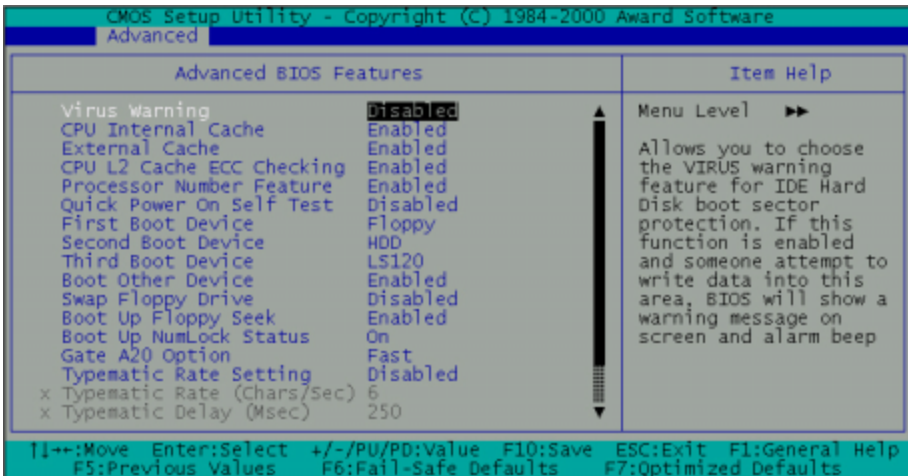 CMOS Setup Utility - Copyright (C) 1984-2000 Award Software
Advanced
Advanced BIOS Features
Virus Warning Disabled
CPU Internal Cache Enabled
External Cache Enabled
CPU L2 Cache ECC Checking Enabled
Processor Number Feature Enabled
Quick Power On Self Test Disabled
First Boot Device Floppy
Second Boot Device HDD
Third Boot Device LS120
Boot Other Device Enabled
Swap Floppy Drive Disabled
Boot Up Floppy Seek Enabled
Boot Up NumLock Status On
Gate A20 Option Fast
Typematic Rate Setting Disabled
x Typematic Rate (Chars/Sec) 6
x Typematic Delay (Msec) 250
Item Help
Menu Level ►►
Allows you to choose
the VIRUS warning
feature for IDE Hard
Disk boot sector
protection. If this
function is enabled
and someone attempt to
write data into this
area, BIOS will show a
warning message on
screen and alarm beep
↑↓→←:Move Enter:Select +/-/PU/PD:Value F10:Save ESC:Exit F1:General Help
F5:Previous Values F6:Fail-Safe Defaults F7:Optimized Defaults